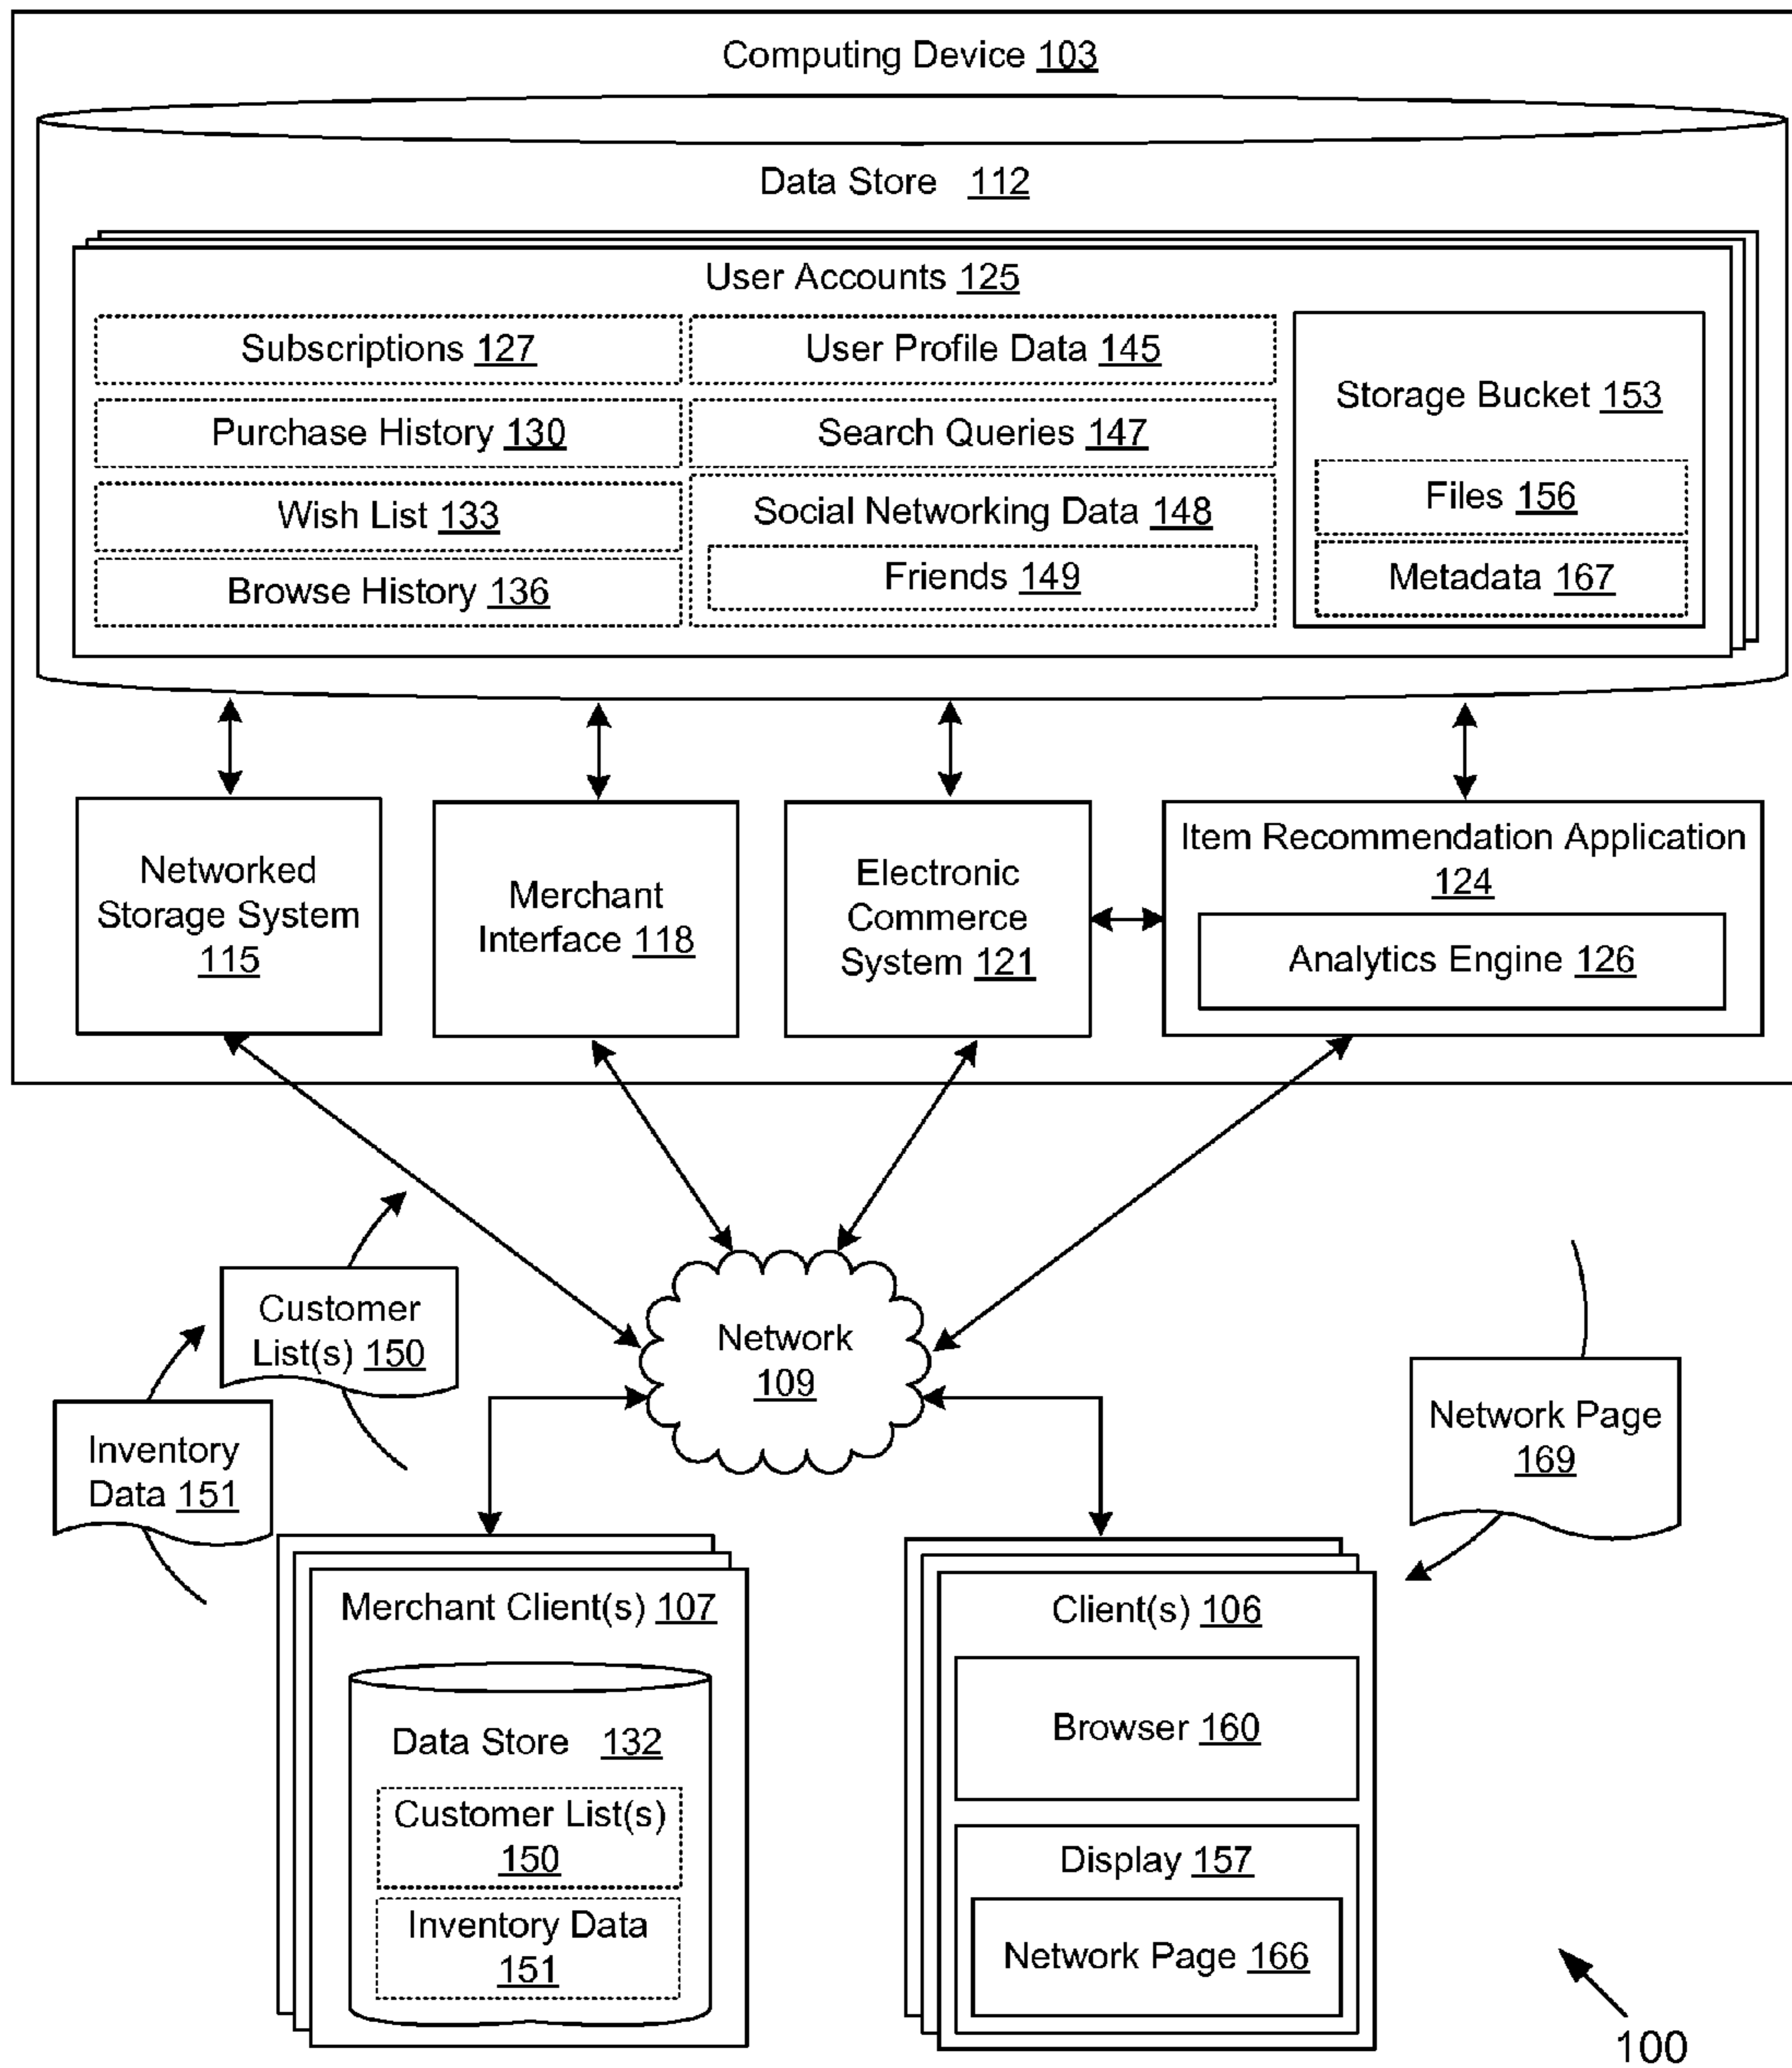 Computing Device 103
Data Store 112
User Accounts 125
Subscriptions 127
Purchase History 130
Wish List 133
Browse History 136
User Profile Data 145
Search Queries 147
Social Networking Data 148
Friends 149
Storage Bucket 153
Files 156
Metadata 167
Networked
Storage System
115
Merchant
Interface 118
Electronic
Commerce
System 121
Item Recommendation Application
124
Analytics Engine 126
Customer
List(s) 150
Inventory
Data 151
Network
109
Network Page
169
Merchant Client(s) 107
Data Store 132
Customer List(s)
150
Inventory Data
151
Client(s) 106
Browser 160
Display 157
Network Page 166
100